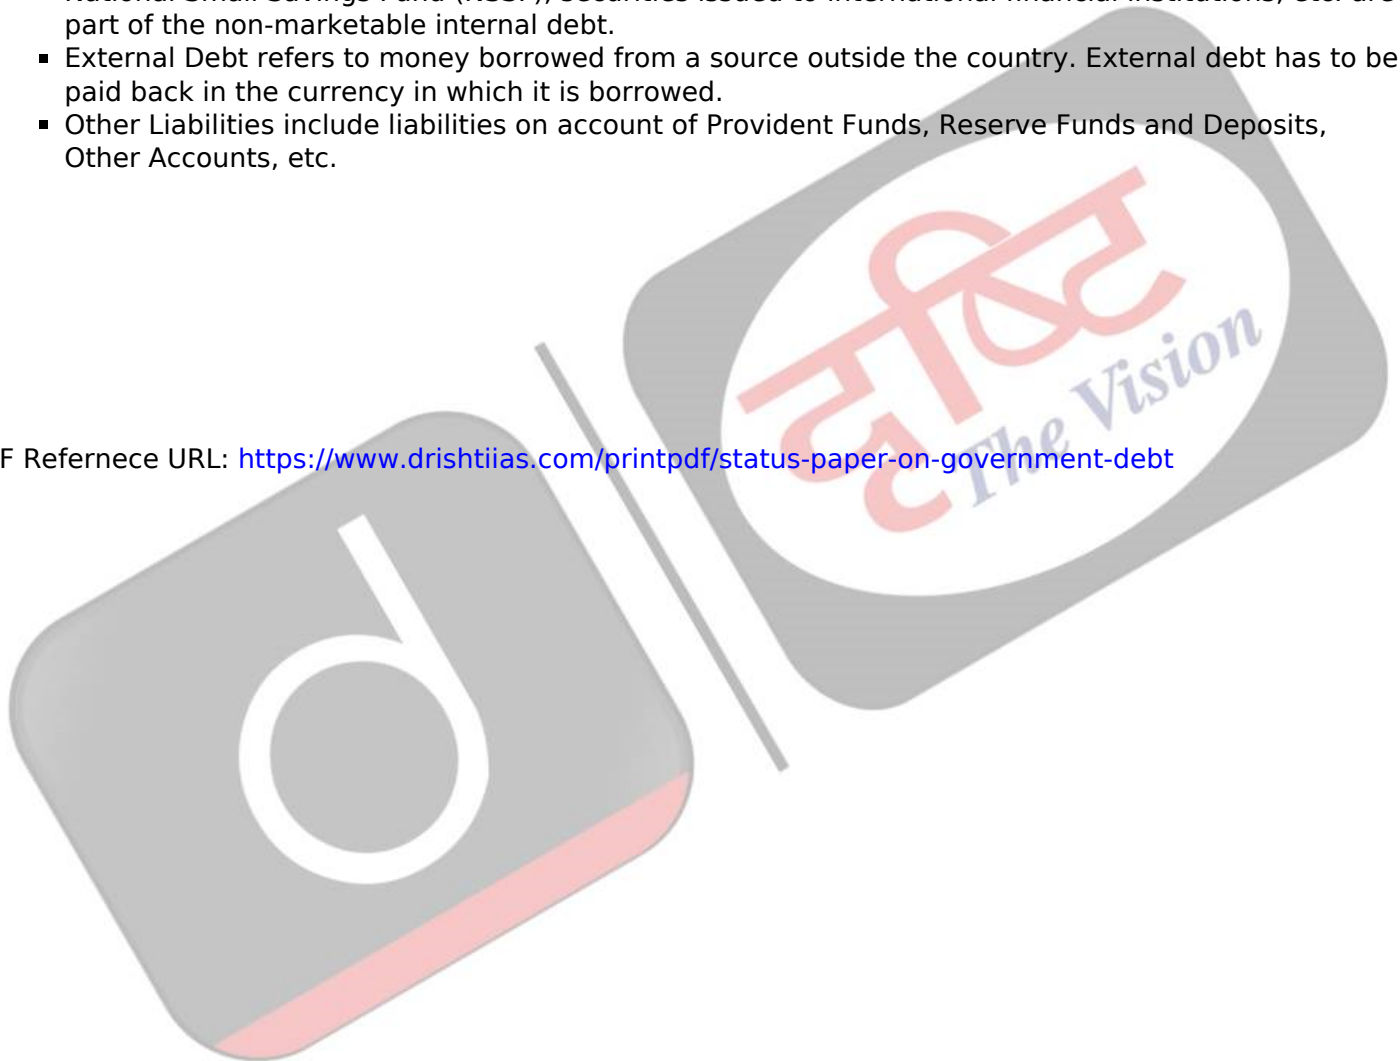 part of the non-marketable internal debt.
▪ External Debt refers to money borrowed from a source outside the country. External debt has to be
paid back in the currency in which it is borrowed.
▪ Other Liabilities include liabilities on account of Provident Funds, Reserve Funds and Deposits,
Other Accounts, etc.
दृष्टि
The Vision
F Refernece URL: https://www.drishtiias.com/printpdf/status-paper-on-government-debt
d